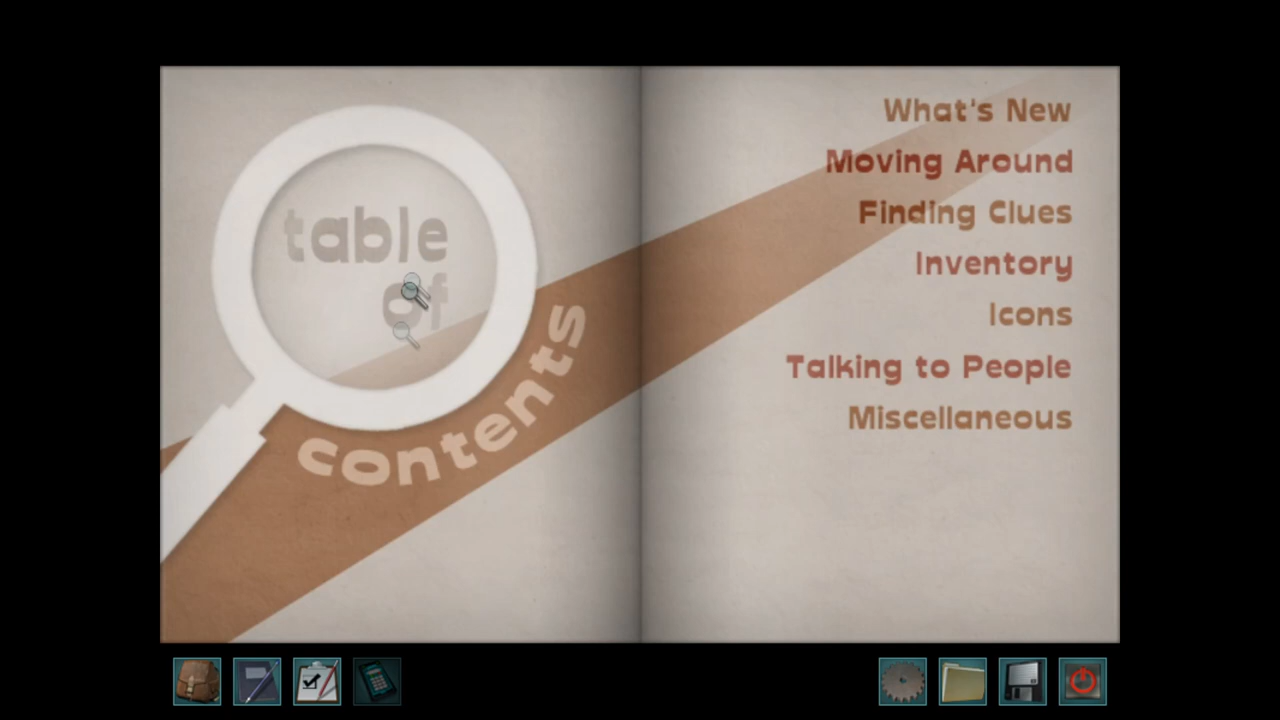 table
of
contents
What's New
Moving Around
Finding Clues
Inventory
Icons
Talking to People
Miscellaneous